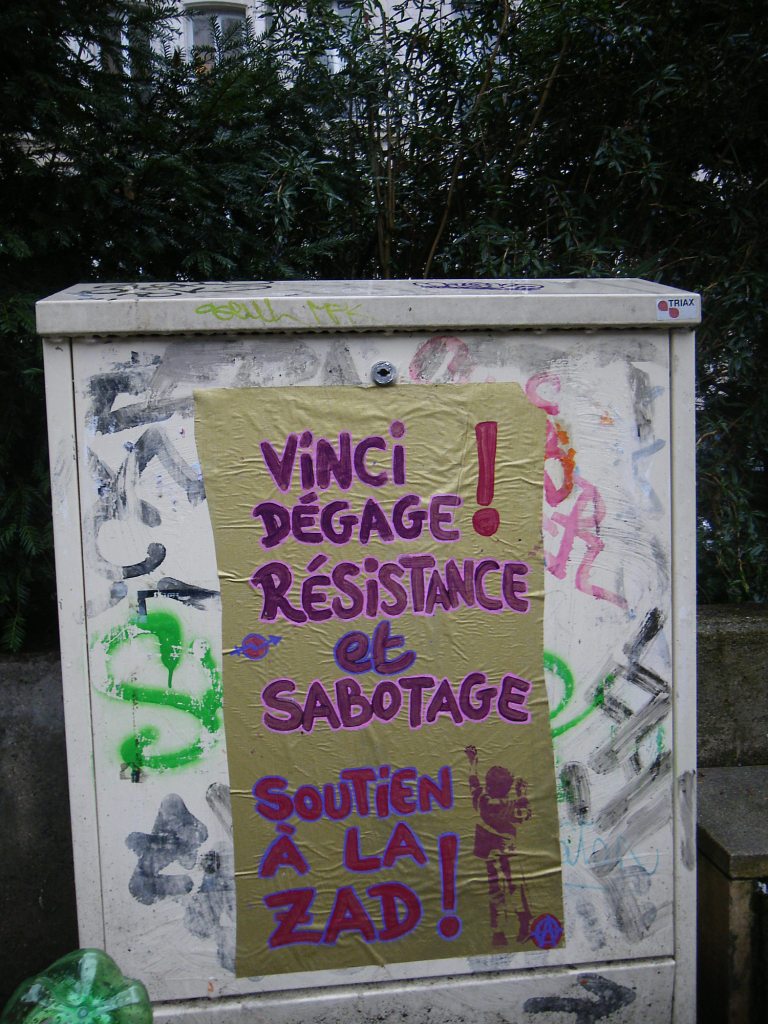 TRIAX
VINCI
DÉGAGE !
RÉSISTANCE
et
SABOTAGE
SOUTIEN
À LA
ZAD !